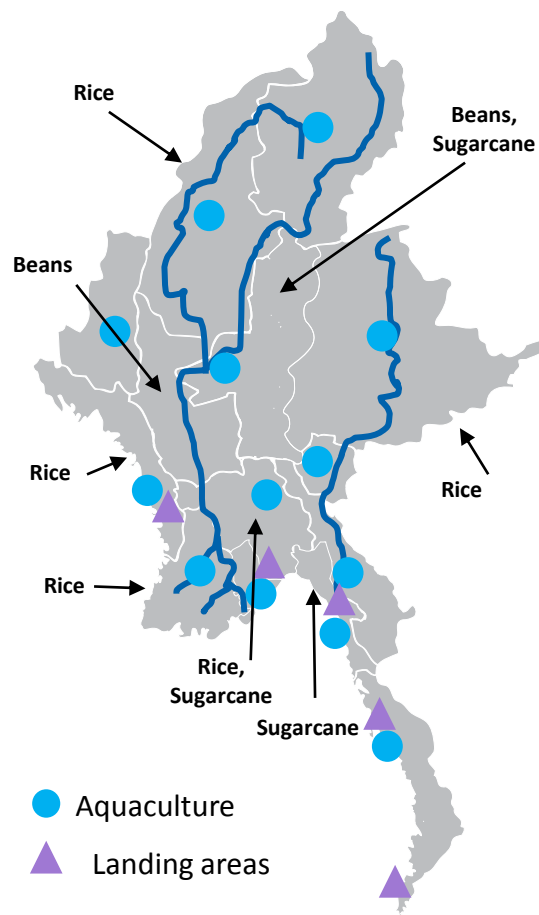 Rice
Beans,
Sugarcane
Beans
Rice
Rice
Rice
Rice,
Sugarcane
Sugarcane
Aquaculture
Landing areas